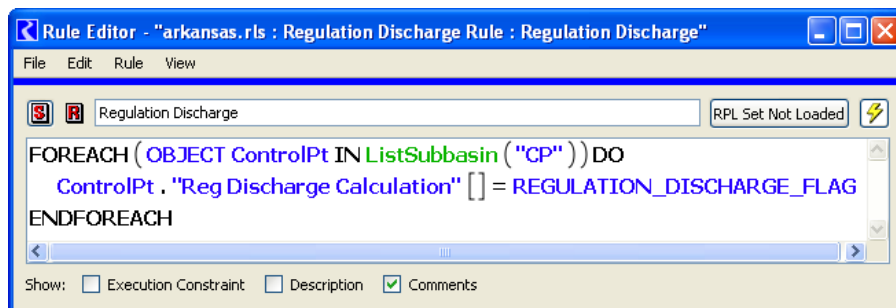 Rule Editor - "arkansas.rls : Regulation Discharge Rule : Regulation Discharge"
File Edit Rule View
S R Regulation Discharge RPL Set Not Loaded
FOREACH ( OBJECT ControlPt IN ListSubbasin ( "CP" ) ) DO
ControlPt . "Reg Discharge Calculation" [ ] = REGULATION_DISCHARGE_FLAG
ENDFOREACH
Show: Execution Constraint Description Comments